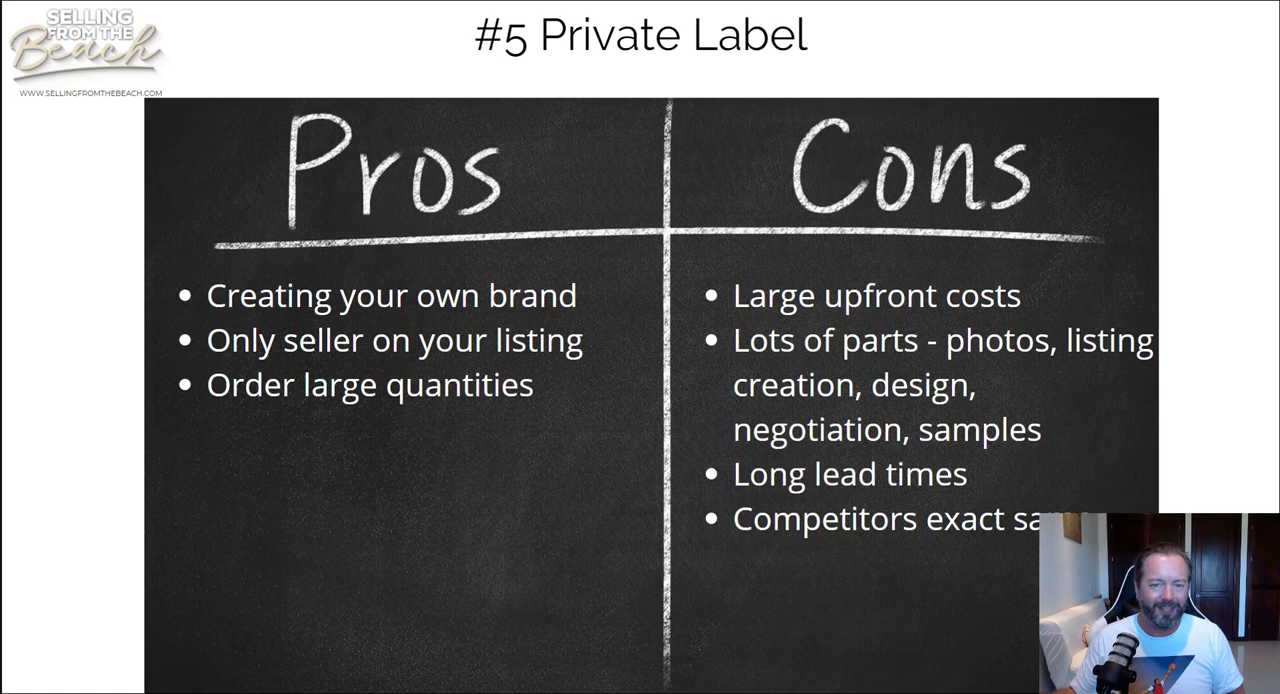 SELLING
FROM THE
Beach
WWW.SELLINGFROMTHEBEACH.COM
#5 Private Label
Pros
Cons
• Creating your own brand
• Only seller on your listing
• Order large quantities
• Large upfront costs
• Lots of parts - photos, listing
creation, design,
negotiation, samples
• Long lead times
• Competitors exact